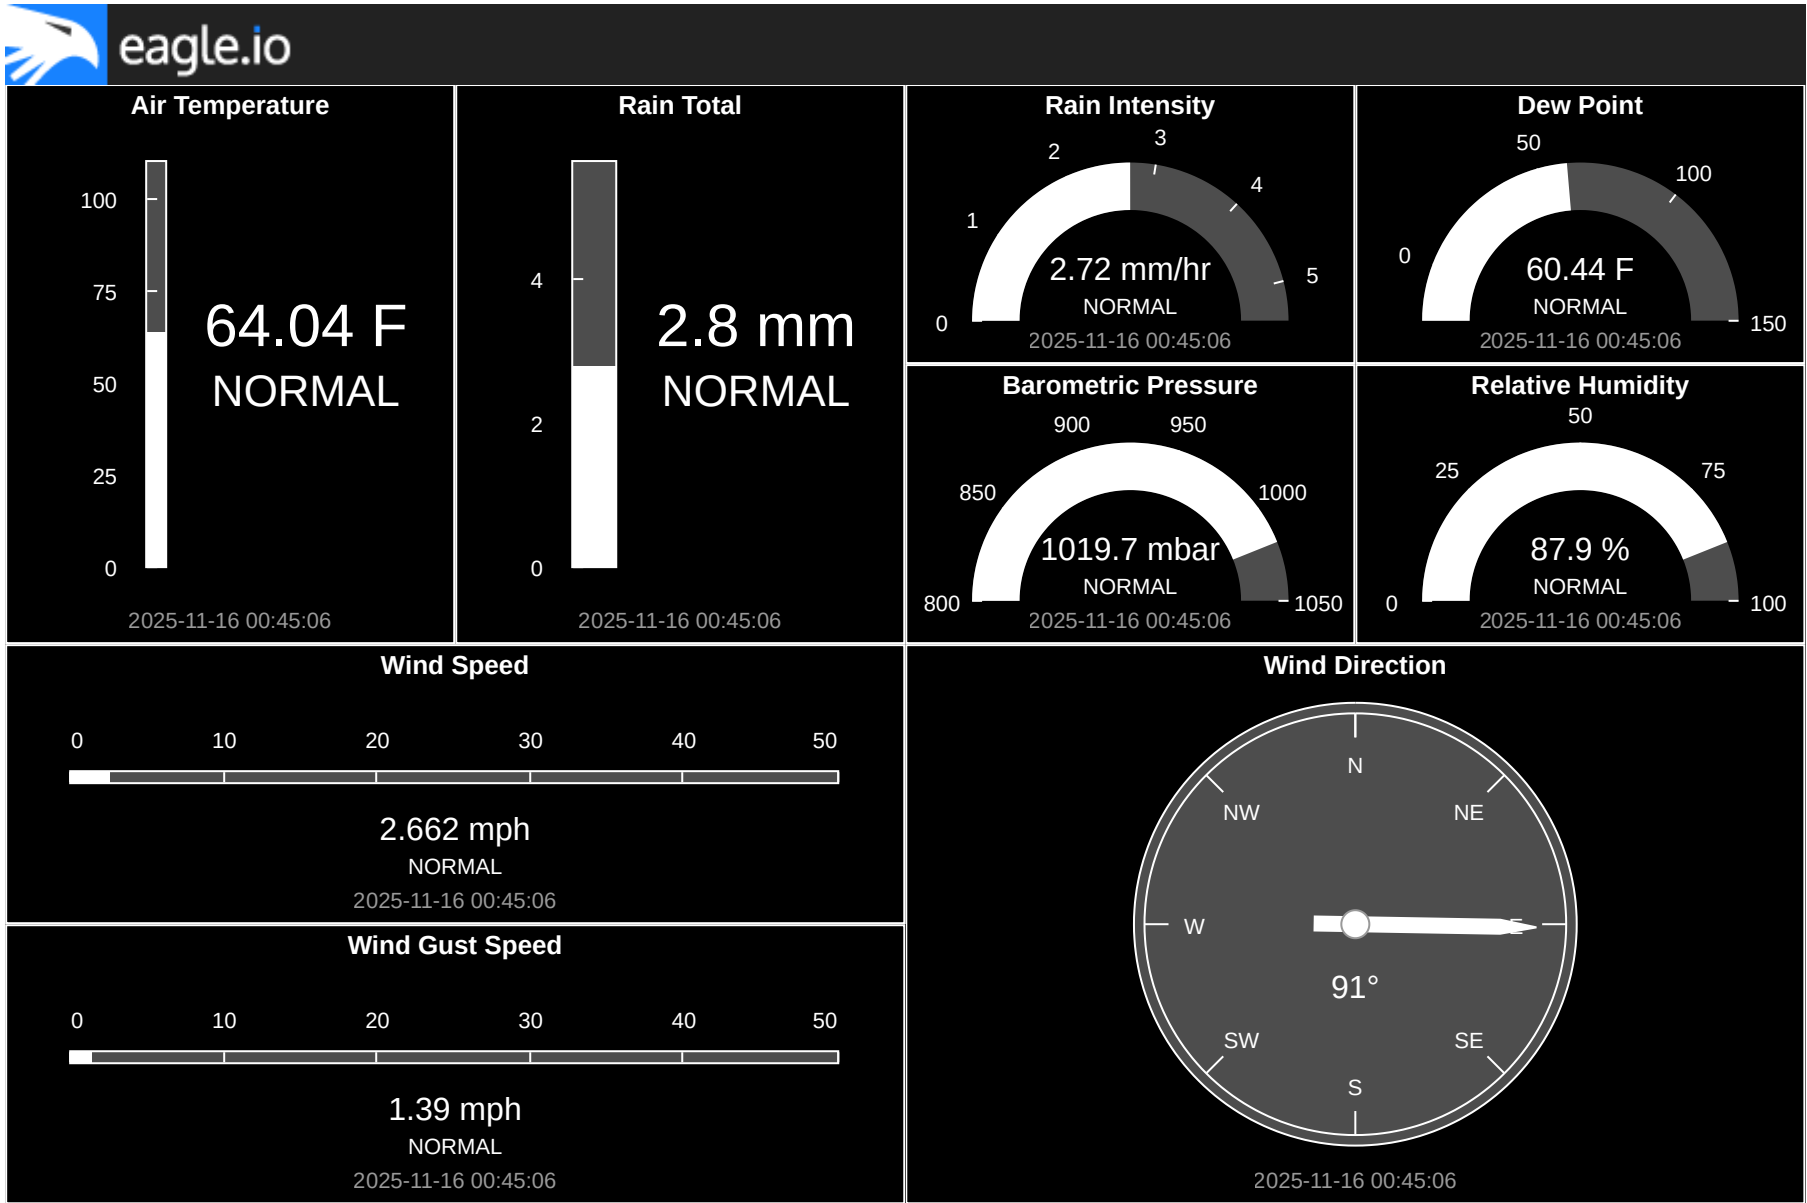 eagle.io
Air Temperature
100
75
50
25
0
64.04 F
NORMAL
2025-11-16 00:45:06
Rain Total
4
2
0
2.8 mm
NORMAL
2025-11-16 00:45:06
Rain Intensity
0
1
2
3
4
5
2.72 mm/hr
NORMAL
2025-11-16 00:45:06
Dew Point
0
50
100
150
60.44 F
NORMAL
2025-11-16 00:45:06
Barometric Pressure
800
850
900
950
1000
1050
1019.7 mbar
NORMAL
2025-11-16 00:45:06
Relative Humidity
0
25
50
75
100
87.9 %
NORMAL
2025-11-16 00:45:06
Wind Speed
0 10 20 30 40 50
2.662 mph
NORMAL
2025-11-16 00:45:06
Wind Gust Speed
0 10 20 30 40 50
1.39 mph
NORMAL
2025-11-16 00:45:06
Wind Direction
N
NW NE
W E
91°
SW SE
S
2025-11-16 00:45:06